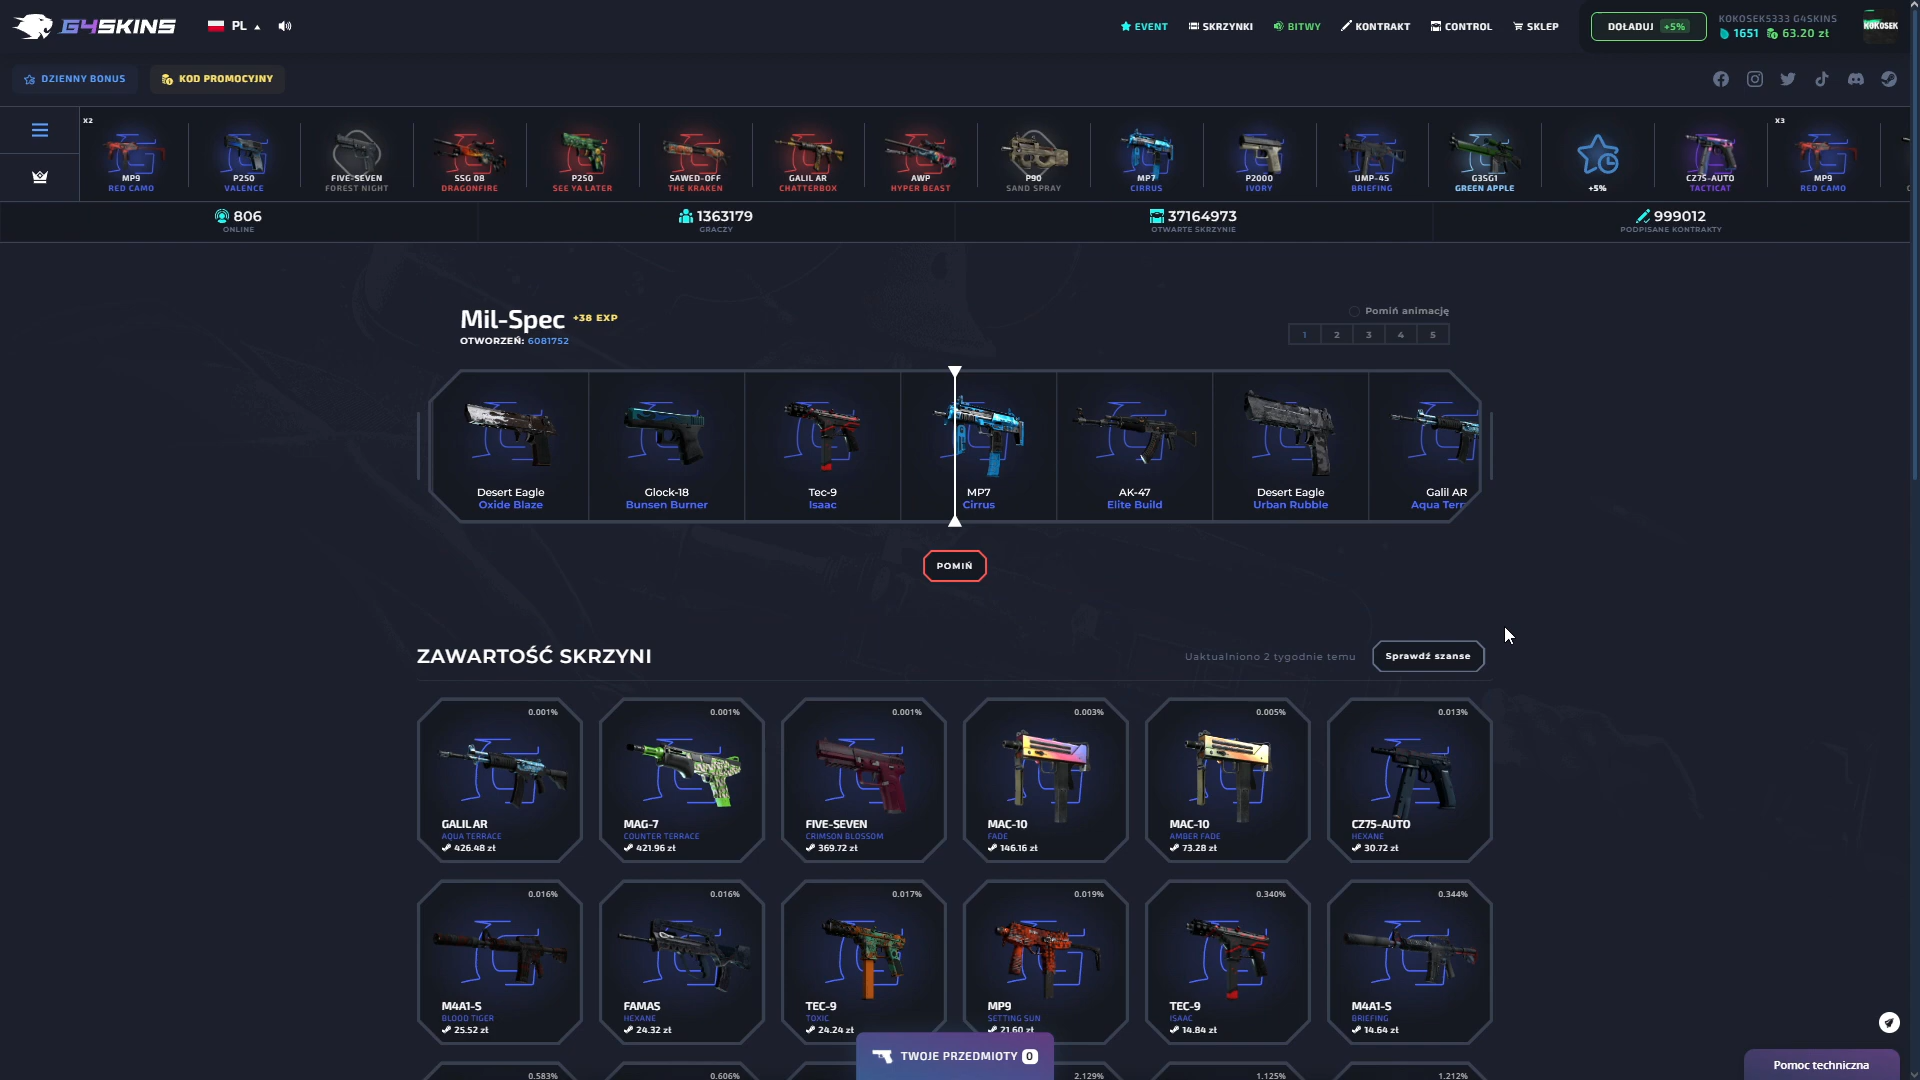 G4SKINS
PL
EVENT
SKRZYNKI
BITWY
KONTRAKT
CONTROL
SKLEP
DOŁADUJ +5%
KOKOSEK5333 G4SKINS
1651 63.20 zł
KOKOSEK
DZIENNY BONUS
KOD PROMOCYJNY
X2
MP9
RED CAMO
P250
VALENCE
FIVE-SEVEN
FOREST NIGHT
SSG 08
DRAGONFIRE
P250
SEE YA LATER
SAWED-OFF
THE KRAKEN
GALIL AR
CHATTERBOX
AWP
HYPER BEAST
P90
SAND SPRAY
MP7
CIRRUS
P2000
IVORY
UMP-45
BRIEFING
G3SG1
GREEN APPLE
+5%
CZ75-AUTO
TACTICAT
X3
MP9
RED CAMO
806
ONLINE
1363179
GRACZY
37164973
OTWARTE SKRZYNIE
999012
PODPISANE KONTRAKTY
Mil-Spec +38 EXP
OTWORZEŃ: 6081752
Pomiń animację
1 2 3 4 5
Desert Eagle
Oxide Blaze
Glock-18
Bunsen Burner
Tec-9
Isaac
MP7
Cirrus
AK-47
Elite Build
Desert Eagle
Urban Rubble
Galil AR
Aqua Terr
POMIŃ
ZAWARTOŚĆ SKRZYNI
Uaktualniono 2 tygodnie temu
Sprawdź szanse
0.001%
GALIL AR
AQUA TERRACE
426.48 zł
0.001%
MAG-7
COUNTER TERRACE
421.96 zł
0.001%
FIVE-SEVEN
CRIMSON BLOSSOM
369.72 zł
0.003%
MAC-10
FADE
146.16 zł
0.005%
MAC-10
AMBER FADE
73.28 zł
0.013%
CZ75-AUTO
HEXANE
30.72 zł
0.016%
M4A1-S
BLOOD TIGER
25.52 zł
0.016%
FAMAS
HEXANE
24.32 zł
0.017%
TEC-9
TOXIC
24.24 zł
0.019%
MP9
SETTING SUN
21.60 zł
0.340%
TEC-9
ISAAC
14.84 zł
0.344%
M4A1-S
BRIEFING
14.64 zł
0.583%
0.606%
2.129%
1.125%
1.212%
TWOJE PRZEDMIOTY 0
Pomoc techniczna